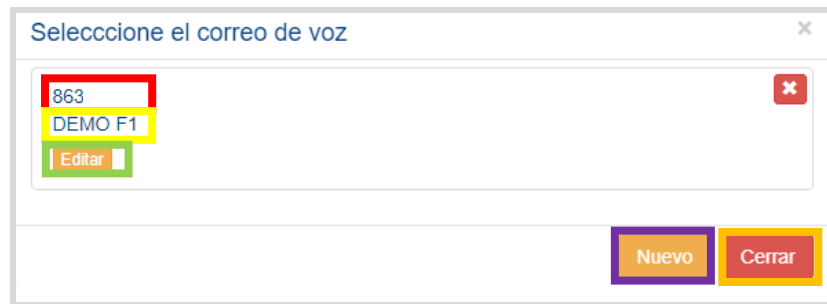 Selecccione el correo de voz
×
863
DEMO F1
Editar
Nuevo
Cerrar